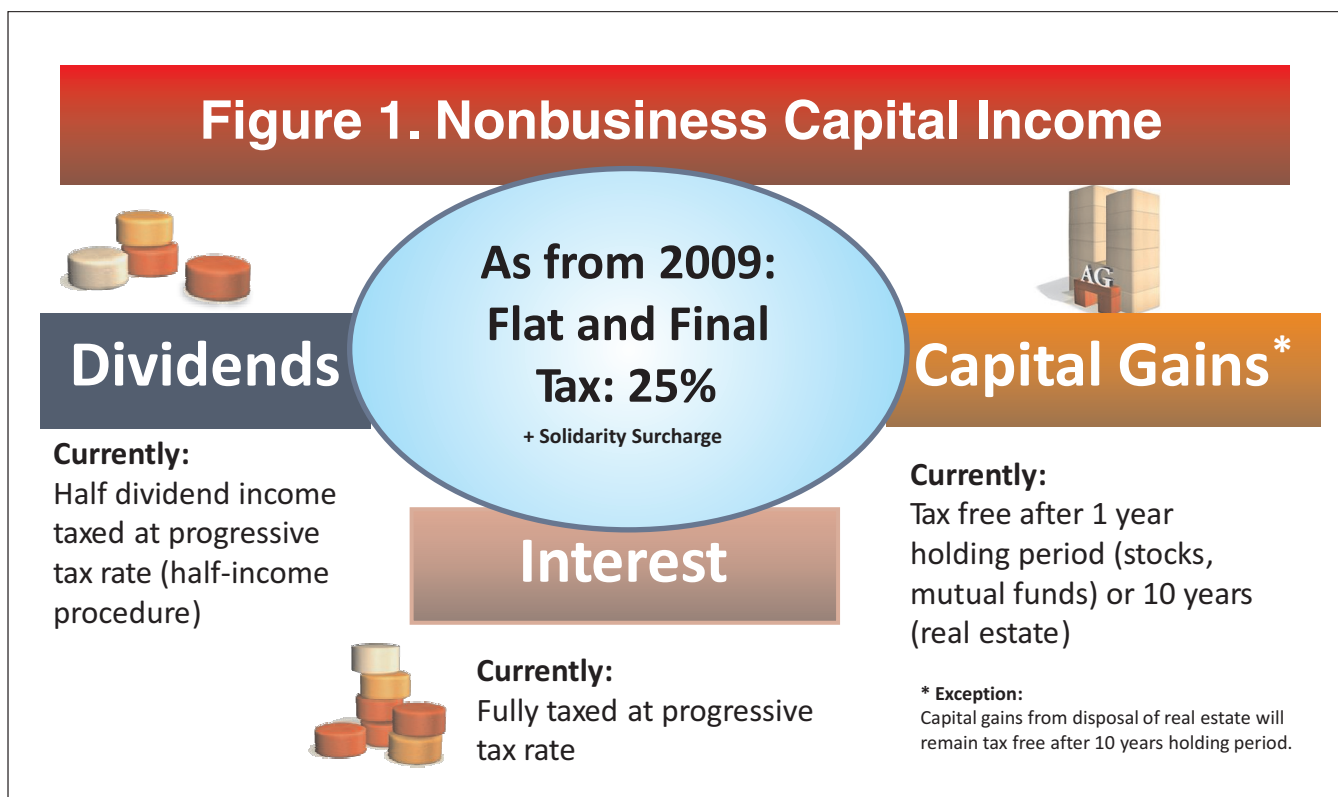 Figure 1. Nonbusiness Capital Income
As from 2009:
Flat and Final
Tax: 25%
+ Solidarity Surcharge
Dividends
Currently:
Half dividend income
taxed at progressive
tax rate (half-income
procedure)
Interest
Currently:
Fully taxed at progressive
tax rate
AG
Capital Gains*
Currently:
Tax free after 1 year
holding period (stocks,
mutual funds) or 10 years
(real estate)
* Exception:
Capital gains from disposal of real estate will
remain tax free after 10 years holding period.